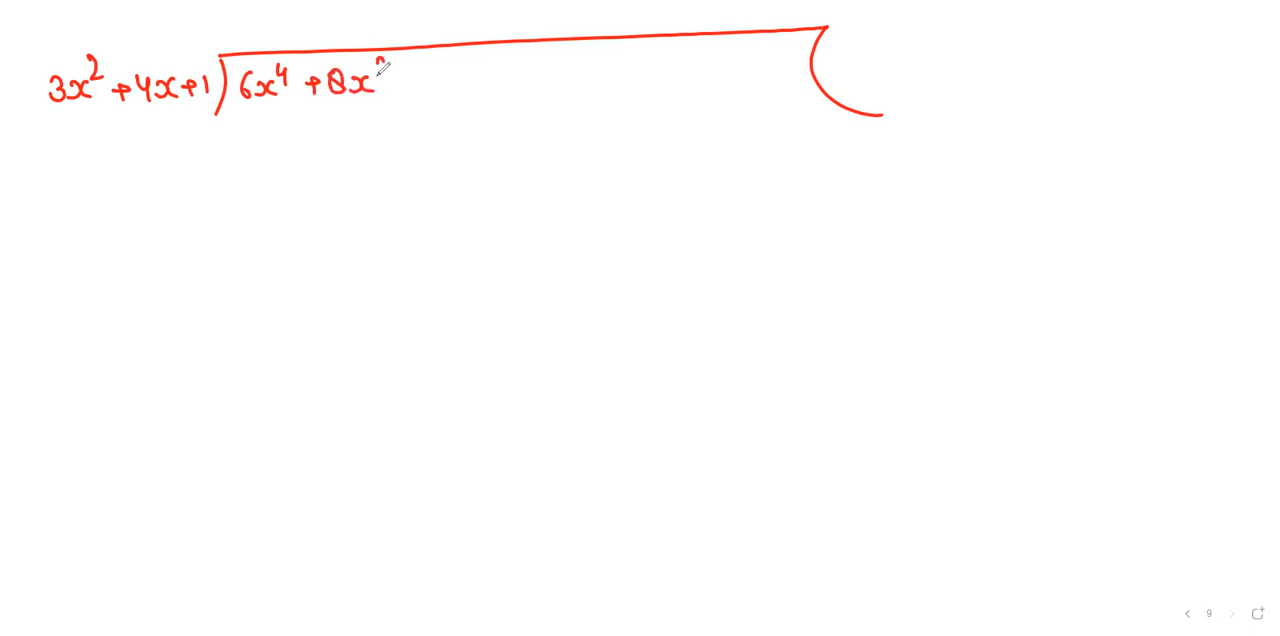 3x² + 4x + 1 ) 6x⁴ + 8x
9